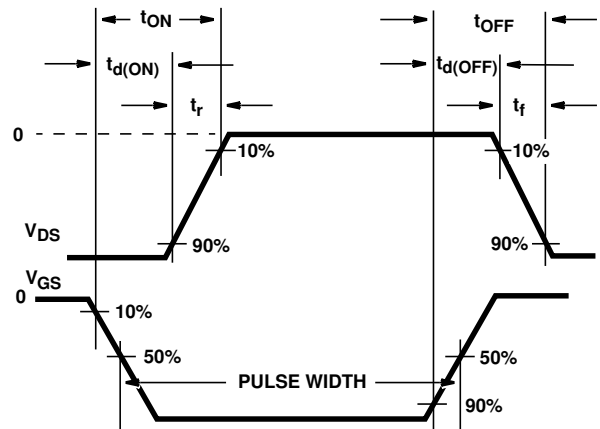 tON
tOFF
td(ON)
td(OFF)
tr
tf
0
10%
10%
VDS
90%
90%
VGS
0
10%
50%
50%
PULSE WIDTH
90%